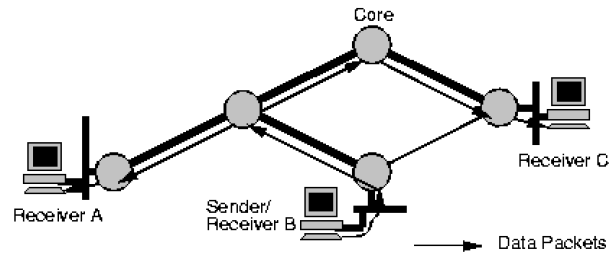 Core
Receiver A
Sender/
Receiver B
Receiver C
Data Packets